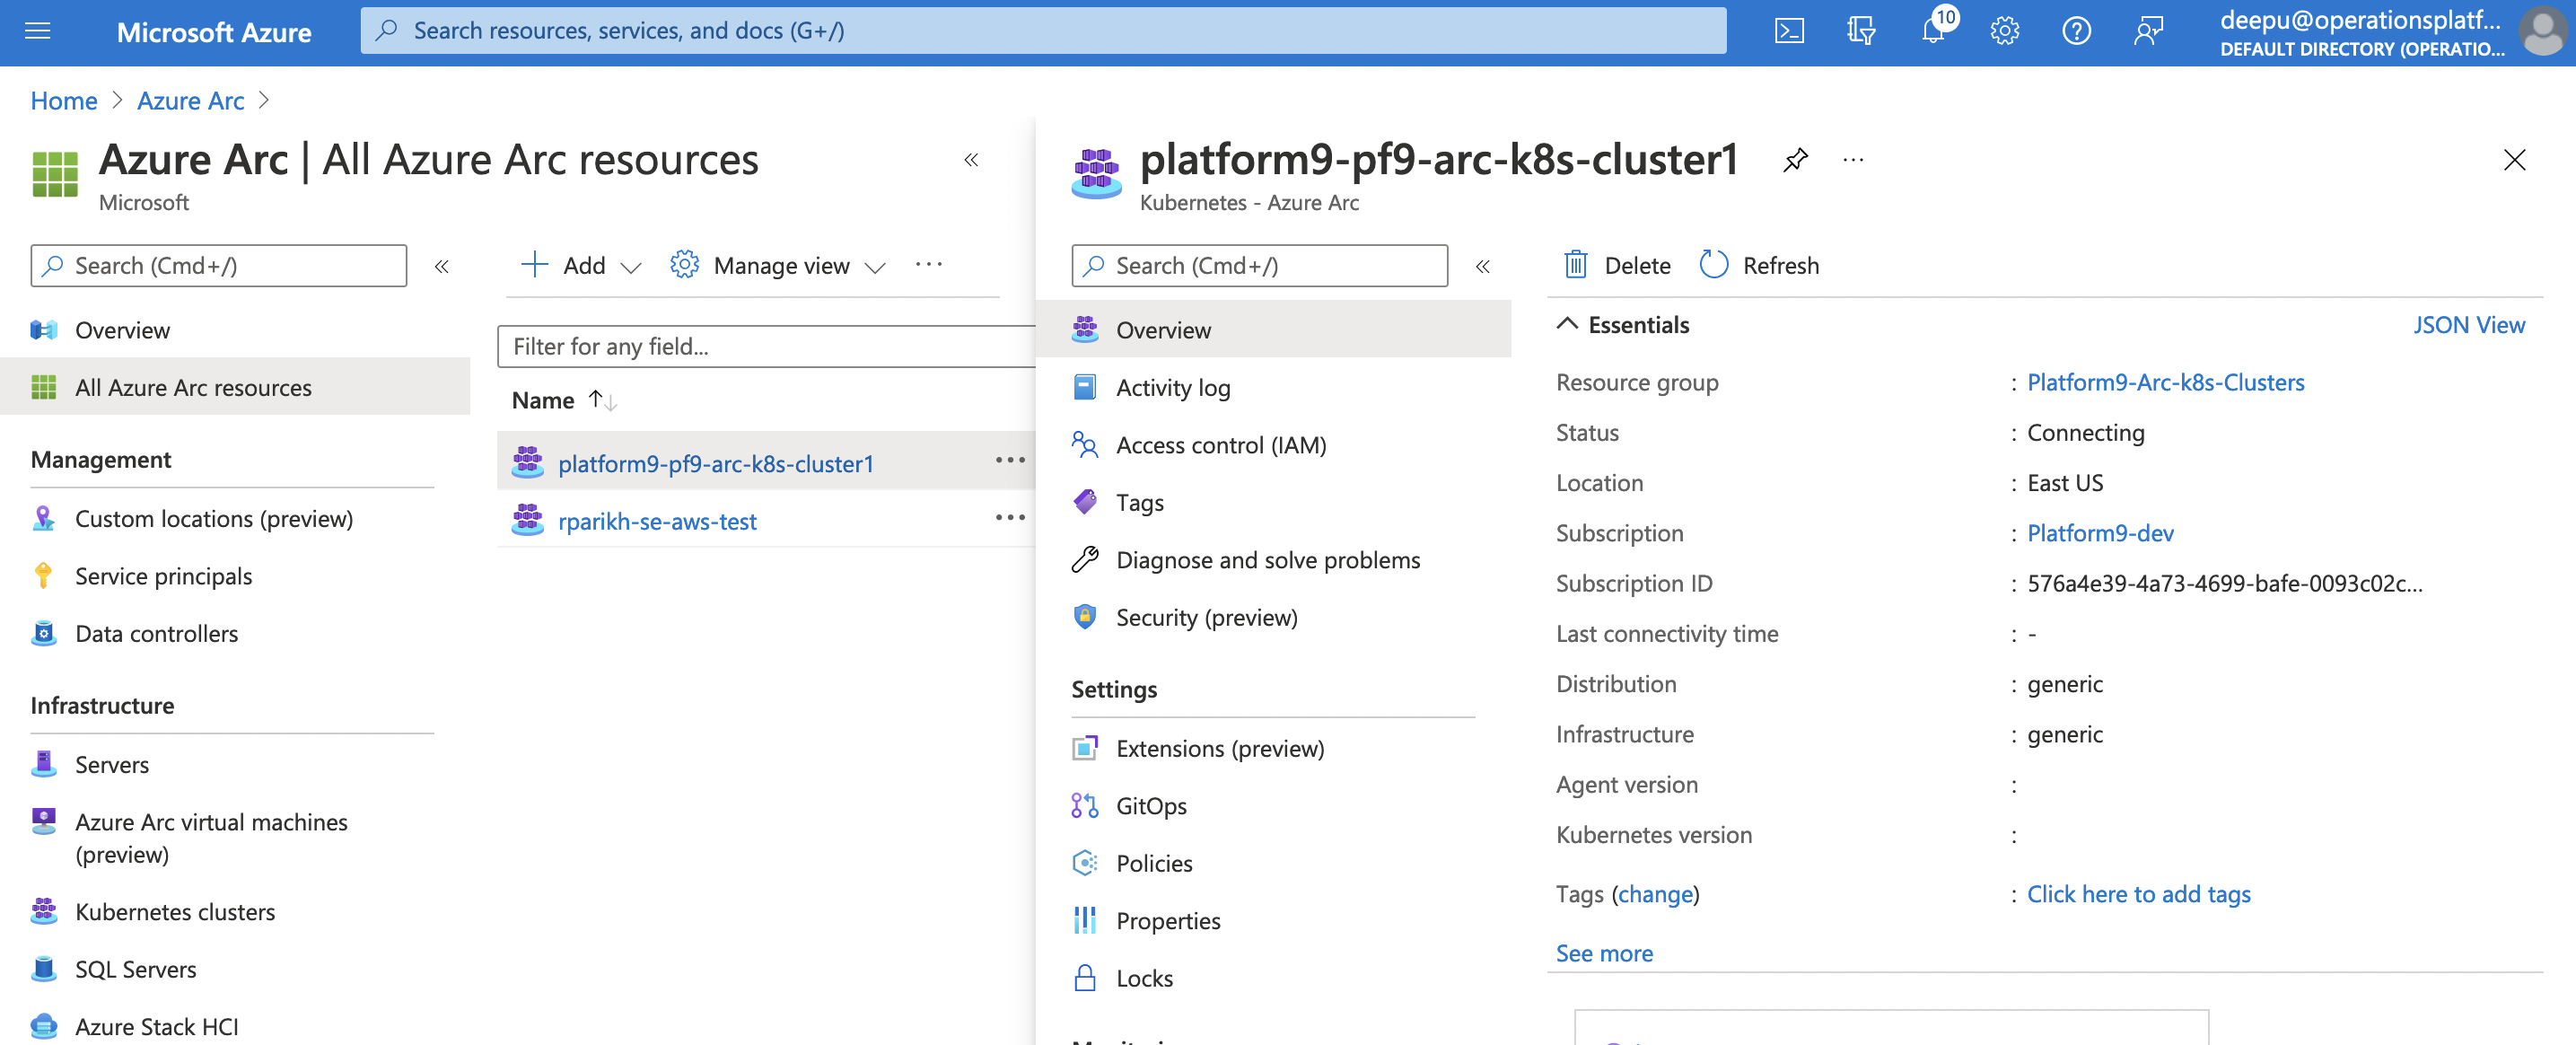 Microsoft Azure
Search resources, services, and docs (G+/)
10
deepu@operationsplatf...
DEFAULT DIRECTORY (OPERATIO...
Home > Azure Arc >
Azure Arc | All Azure Arc resources
Microsoft
Search (Cmd+/)
Overview
All Azure Arc resources
Management
Custom locations (preview)
Service principals
Data controllers
Infrastructure
Servers
Azure Arc virtual machines
(preview)
Kubernetes clusters
SQL Servers
Azure Stack HCI
Add
Manage view
Filter for any field...
Name
platform9-pf9-arc-k8s-cluster1
rparikh-se-aws-test
platform9-pf9-arc-k8s-cluster1
Kubernetes - Azure Arc
Search (Cmd+/)
Overview
Activity log
Access control (IAM)
Tags
Diagnose and solve problems
Security (preview)
Settings
Extensions (preview)
GitOps
Policies
Properties
Locks
Delete
Refresh
Essentials
JSON View
Resource group : Platform9-Arc-k8s-Clusters
Status : Connecting
Location : East US
Subscription : Platform9-dev
Subscription ID : 576a4e39-4a73-4699-bafe-0093c02c...
Last connectivity time : -
Distribution : generic
Infrastructure : generic
Agent version :
Kubernetes version :
Tags (change) : Click here to add tags
See more